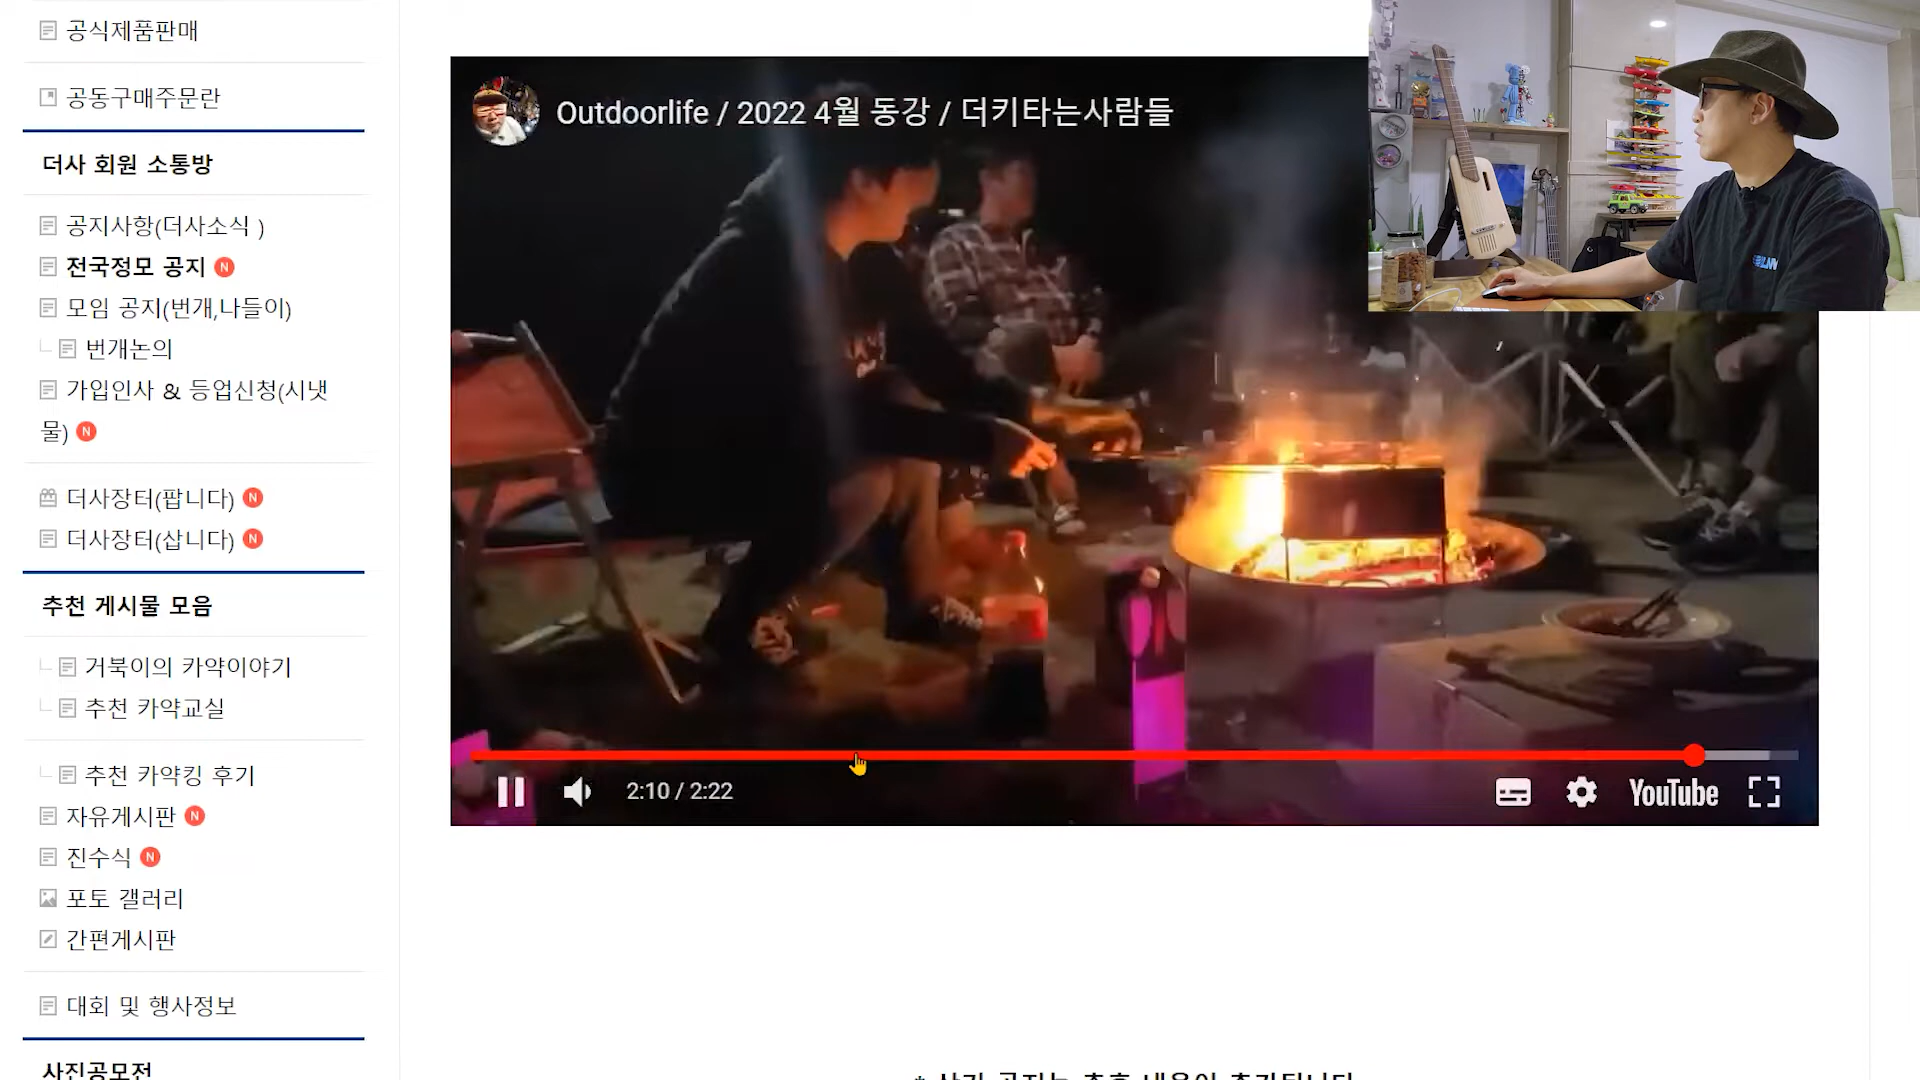 공식제품판매
공동구매주문란
더사 회원 소통방
공지사항(더사소식 )
전국정모 공지 N
모임 공지(번개,나들이)
번개논의
가입인사 & 등업신청(시냇
물) N
더사장터(팝니다) N
더사장터(삽니다) N
추천 게시물 모음
거북이의 카약이야기
추천 카약교실
추천 카약킹 후기
자유게시판 N
진수식 N
포토 갤러리
간편게시판
대회 및 행사정보
사진공모전
Outdoorlife / 2022 4월 동강 / 더키타는사람들
2:10 / 2:22
YouTube